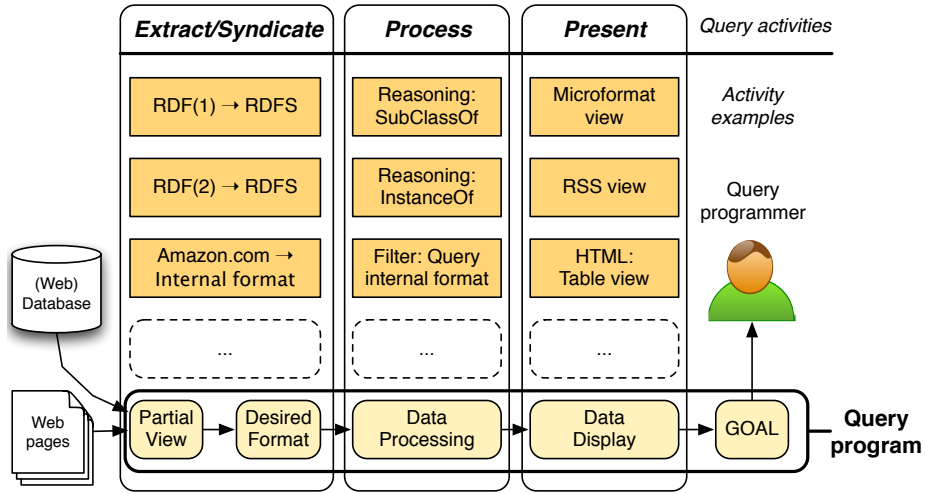 Extract/Syndicate
Process
Present
Query activities
RDF(1) → RDFS
Reasoning:
SubClassOf
Microformat
view
Activity
examples
RDF(2) → RDFS
Reasoning:
InstanceOf
RSS view
Query
programmer
Amazon.com →
Internal format
Filter: Query
internal format
HTML:
Table view
(Web)
Database
...
...
...
Web
pages
Partial
View
Desired
Format
Data
Processing
Data
Display
GOAL
Query
program